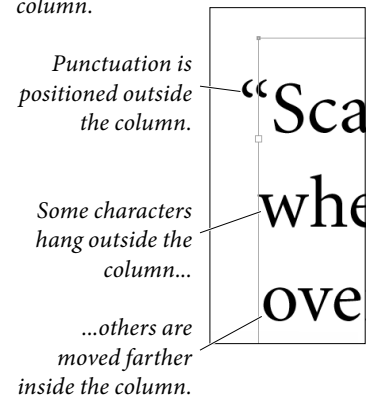 column.
Punctuation is
positioned outside
the column.
“Sca
Some characters
hang outside the
column...
whe
...others are
moved farther
inside the column.
ove